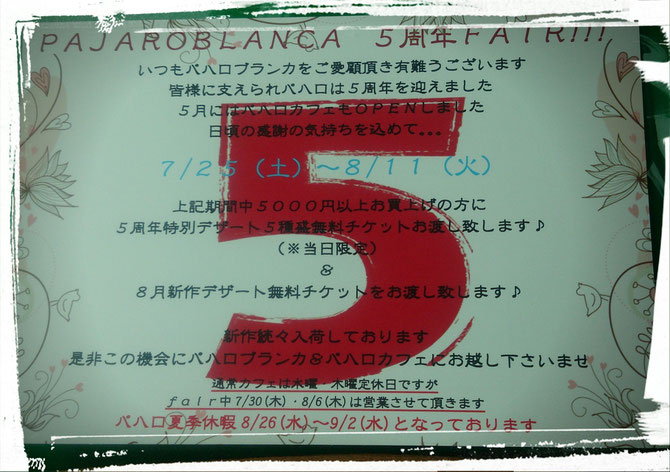 PAJAROBLANCA 5周年FAIR!!!
いつもパハロブランカをご愛顧頂き有難うございます
皆様に支えられパハロは5周年を迎えました
5月にはパハロカフェもOPENしました
日頃の感謝の気持ちを込めて…
7/25(土)~8/11(火)
上記期間中5000円以上お買上げの方に
5周年特別デザート5種盛無料チケットお渡し致します♪
(※当日限定)
&
8月新作デザート無料チケットをお渡し致します♪
新作続々入荷しております
是非この機会にパハロブランカ&パハロカフェにお越し下さいませ
通常カフェは水曜・木曜定休日ですが
fair中7/30(木)・8/6(木)は営業させて頂きます
パハロ夏季休暇8/26(水)~9/2(水)となっております
5